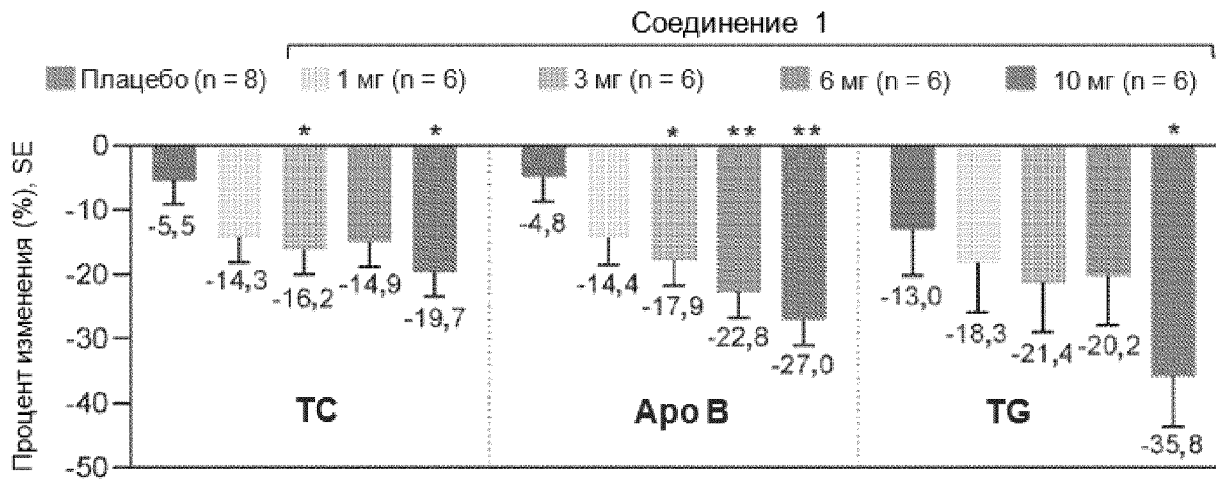 Соединение 1
Плацебо (n = 8) 1 мг (n = 6) 3 мг (n = 6) 6 мг (n = 6) 10 мг (n = 6)
Процент изменения (%), SE
0
-10
-20
-30
-40
-50
* * * ** ** *
-5,5 -14,3 -16,2 -14,9 -19,7
-4,8 -14,4 -17,9 -22,8 -27,0
-13,0 -18,3 -21,4 -20,2 -35,8
TC Apo B TG